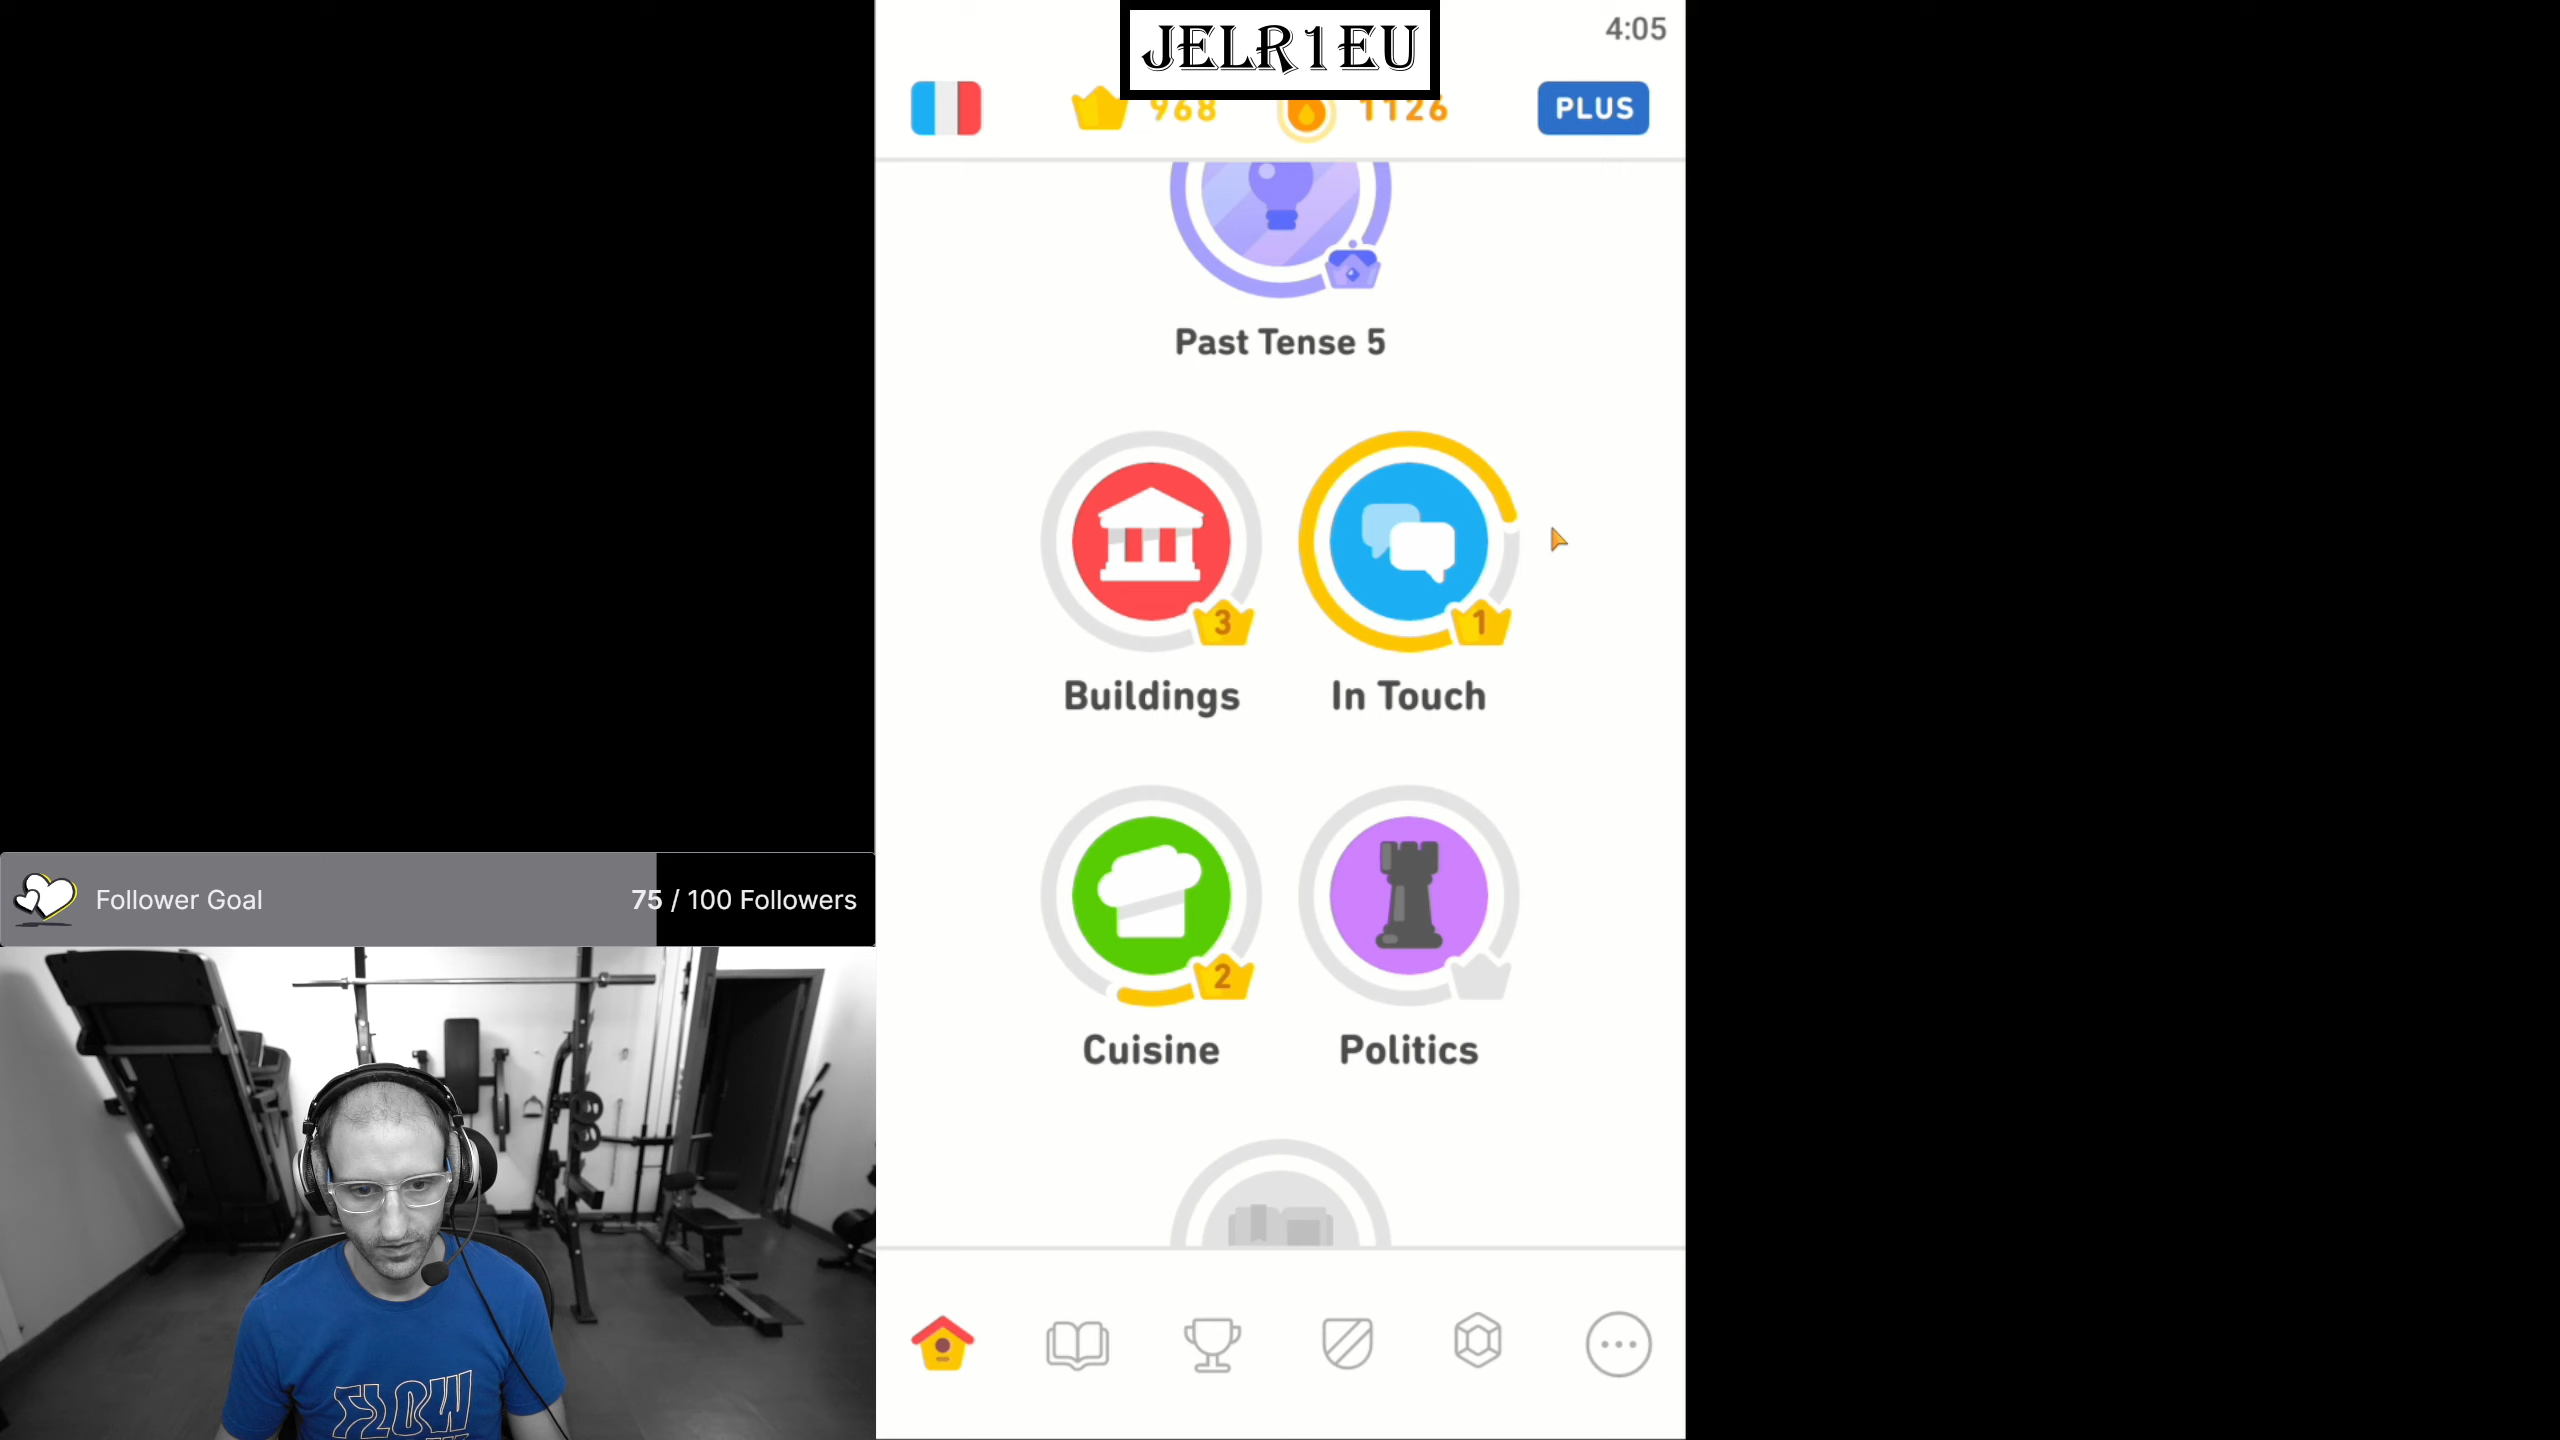 JELR1EU
4:05
968
1126
PLUS
Past Tense 5
3
1
Buildings
In Touch
2
Cuisine
Politics
Follower Goal
75 / 100 Followers
FLOW